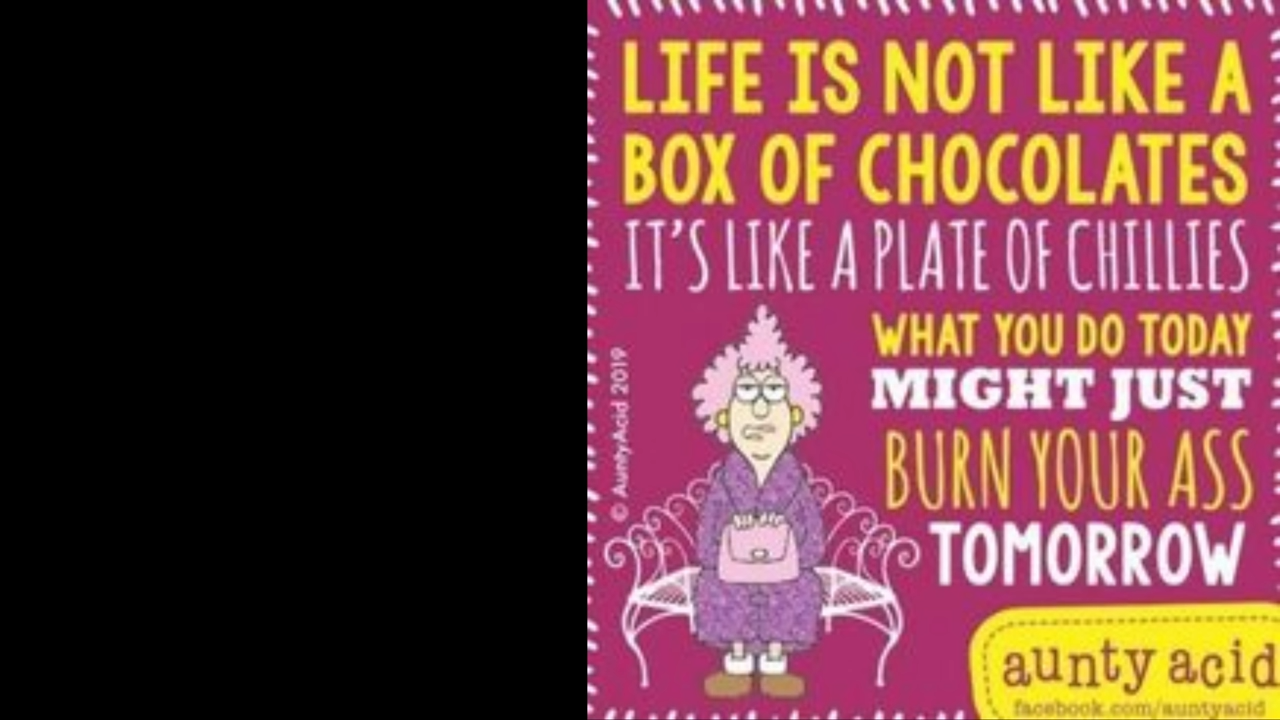 LIFE IS NOT LIKE A
BOX OF CHOCOLATES
IT'S LIKE A PLATE OF CHILLIES
WHAT YOU DO TODAY
MIGHT JUST
BURN YOUR ASS
TOMORROW
© AuntyAcid 2019
aunty acid
facebook.com/auntyacid